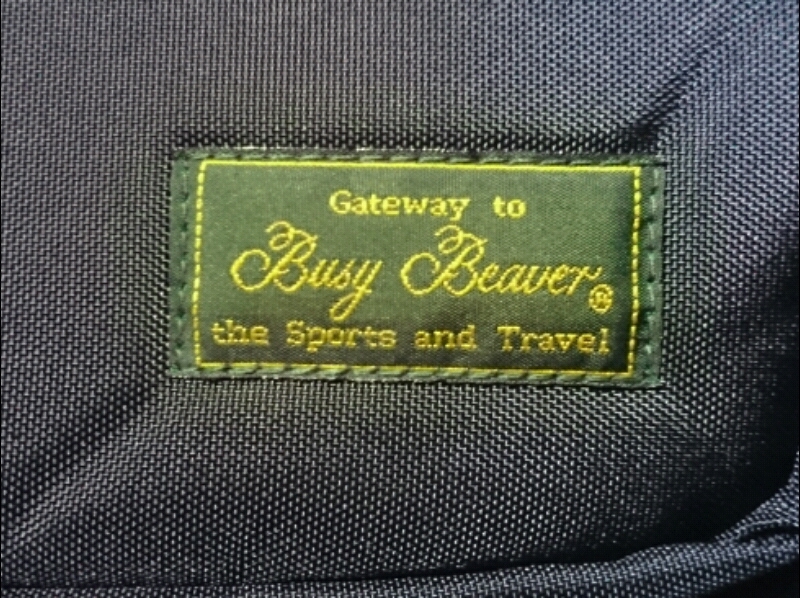 Gateway to
Busy Beaver®
the Sports and Travel